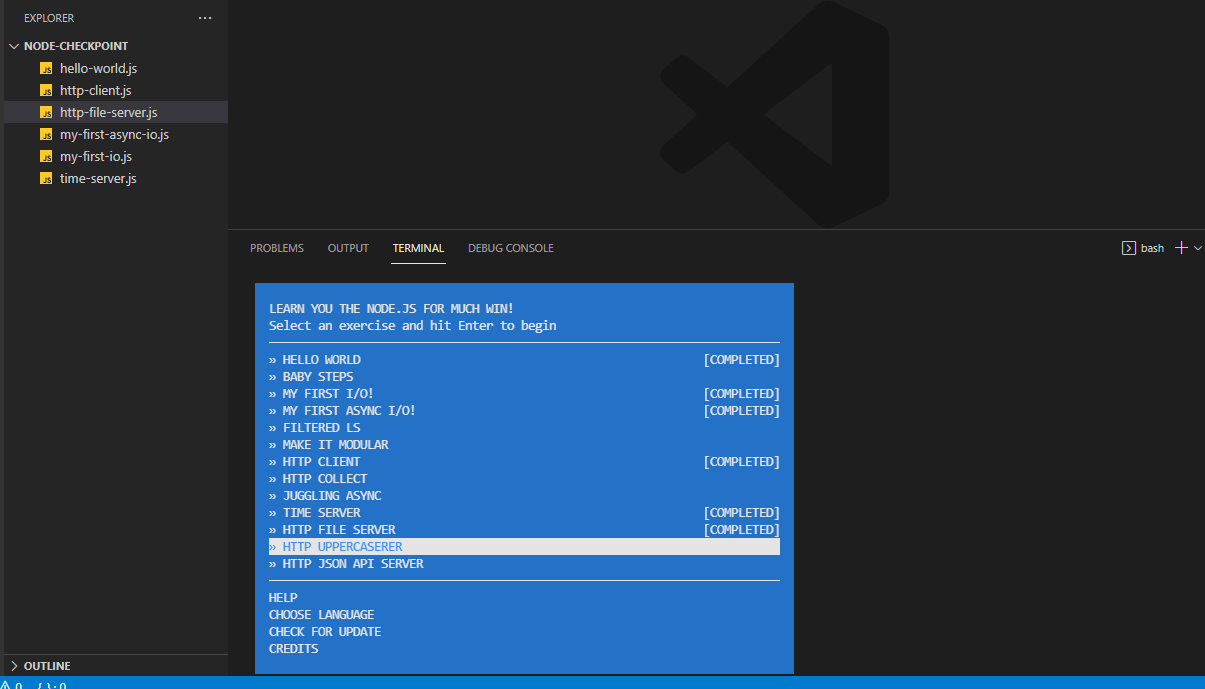 EXPLORER
NODE-CHECKPOINT
JS hello-world.js
JS http-client.js
JS http-file-server.js
JS my-first-async-io.js
JS my-first-io.js
JS time-server.js
OUTLINE
PROBLEMS OUTPUT TERMINAL DEBUG CONSOLE bash
LEARN YOU THE NODE.JS FOR MUCH WIN!
Select an exercise and hit Enter to begin
» HELLO WORLD [COMPLETED]
» BABY STEPS
» MY FIRST I/O! [COMPLETED]
» MY FIRST ASYNC I/O! [COMPLETED]
» FILTERED LS
» MAKE IT MODULAR
» HTTP CLIENT [COMPLETED]
» HTTP COLLECT
» JUGGLING ASYNC
» TIME SERVER [COMPLETED]
» HTTP FILE SERVER [COMPLETED]
» HTTP UPPERCASERER
» HTTP JSON API SERVER
HELP
CHOOSE LANGUAGE
CHECK FOR UPDATE
CREDITS